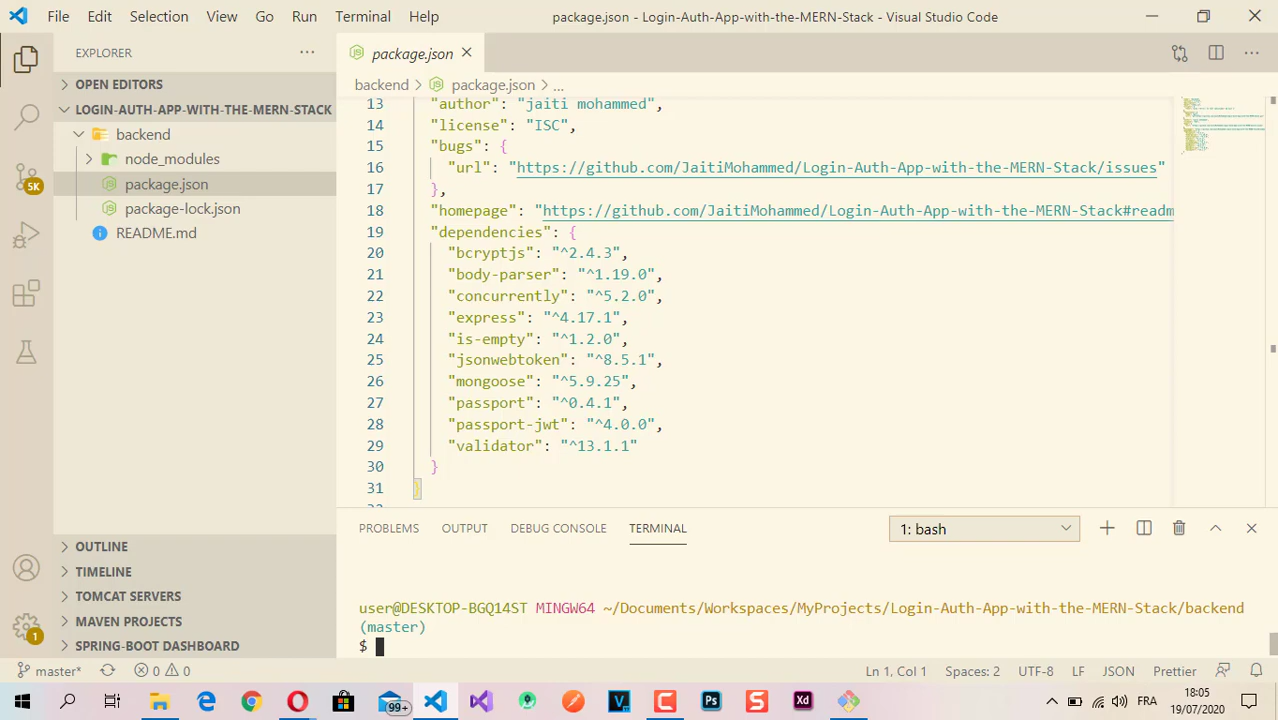 File Edit Selection View Go Run Terminal Help package.json - Login-Auth-App-with-the-MERN-Stack - Visual Studio Code
EXPLORER
OPEN EDITORS
LOGIN-AUTH-APP-WITH-THE-MERN-STACK
backend
node_modules
package.json
package-lock.json
README.md
5K
OUTLINE
TIMELINE
TOMCAT SERVERS
MAVEN PROJECTS
SPRING-BOOT DASHBOARD
1
package.json
backend > package.json > ...
13 "author": "jaiti mohammed",
14 "license": "ISC",
15 "bugs": {
16 "url": "https://github.com/JaitiMohammed/Login-Auth-App-with-the-MERN-Stack/issues"
17 },
18 "homepage": "https://github.com/JaitiMohammed/Login-Auth-App-with-the-MERN-Stack#readm
19 "dependencies": {
20 "bcryptjs": "^2.4.3",
21 "body-parser": "^1.19.0",
22 "concurrently": "^5.2.0",
23 "express": "^4.17.1",
24 "is-empty": "^1.2.0",
25 "jsonwebtoken": "^8.5.1",
26 "mongoose": "^5.9.25",
27 "passport": "^0.4.1",
28 "passport-jwt": "^4.0.0",
29 "validator": "^13.1.1"
30 }
31 }
PROBLEMS OUTPUT DEBUG CONSOLE TERMINAL 1: bash
user@DESKTOP-BGQ14ST MINGW64 ~/Documents/Workspaces/MyProjects/Login-Auth-App-with-the-MERN-Stack/backend
(master)
$
master* 0 0 Ln 1, Col 1 Spaces: 2 UTF-8 LF JSON Prettier
99+ FRA 18:05
19/07/2020